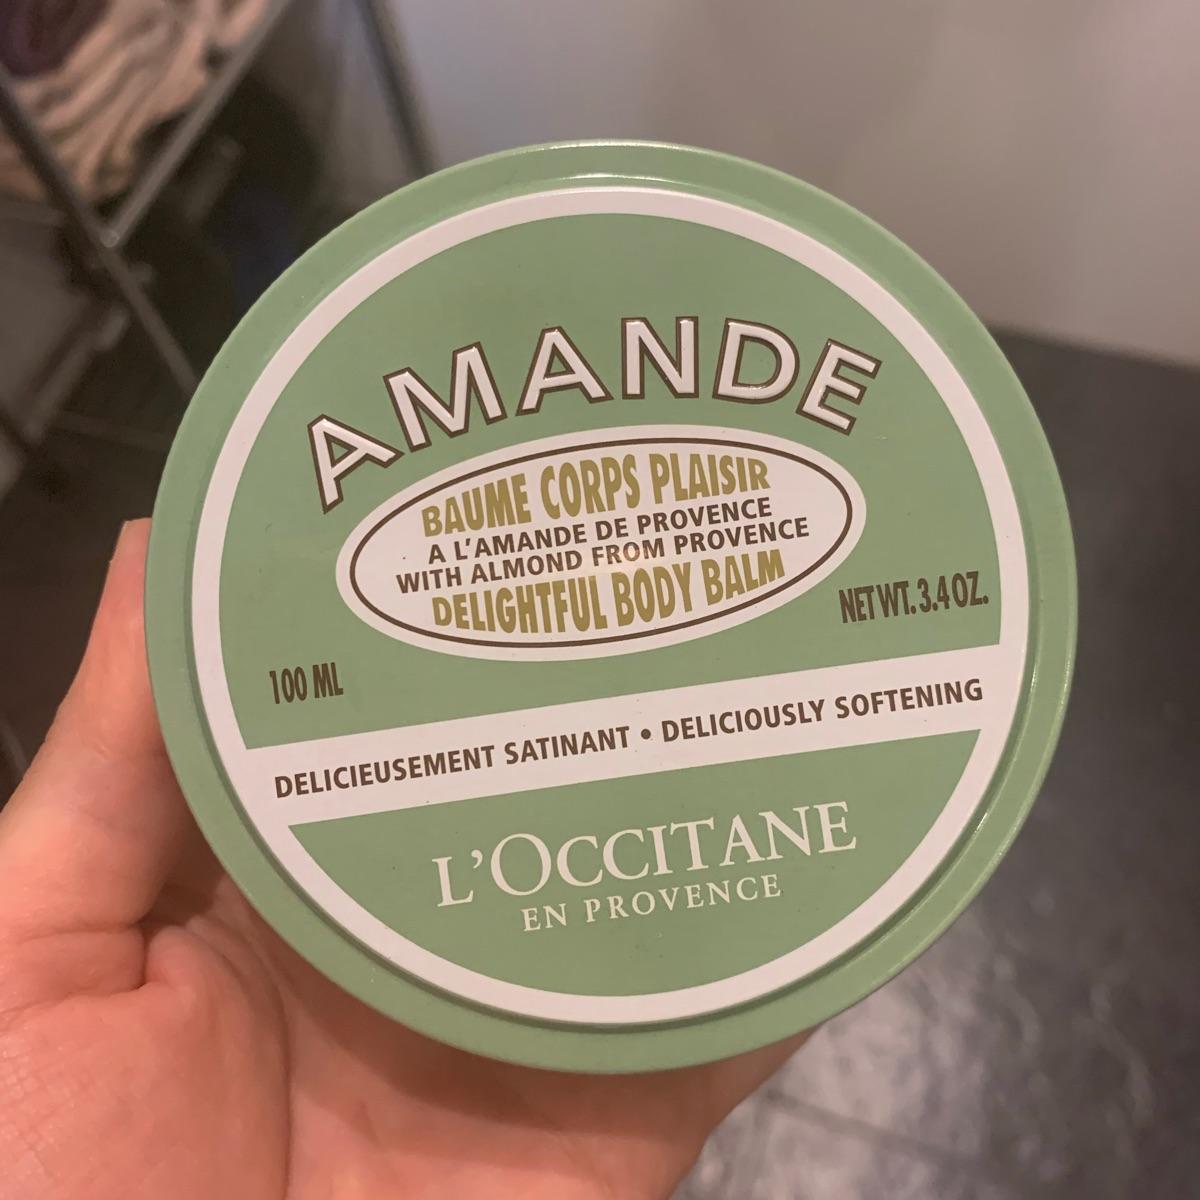 AMANDE
BAUME CORPS PLAISIR
A L'AMANDE DE PROVENCE
WITH ALMOND FROM PROVENCE
DELIGHTFUL BODY BALM
NET WT. 3.4 OZ.
100 ML
DELICIEUSEMENT SATINANT • DELICIOUSLY SOFTENING
L'OCCITANE
EN PROVENCE